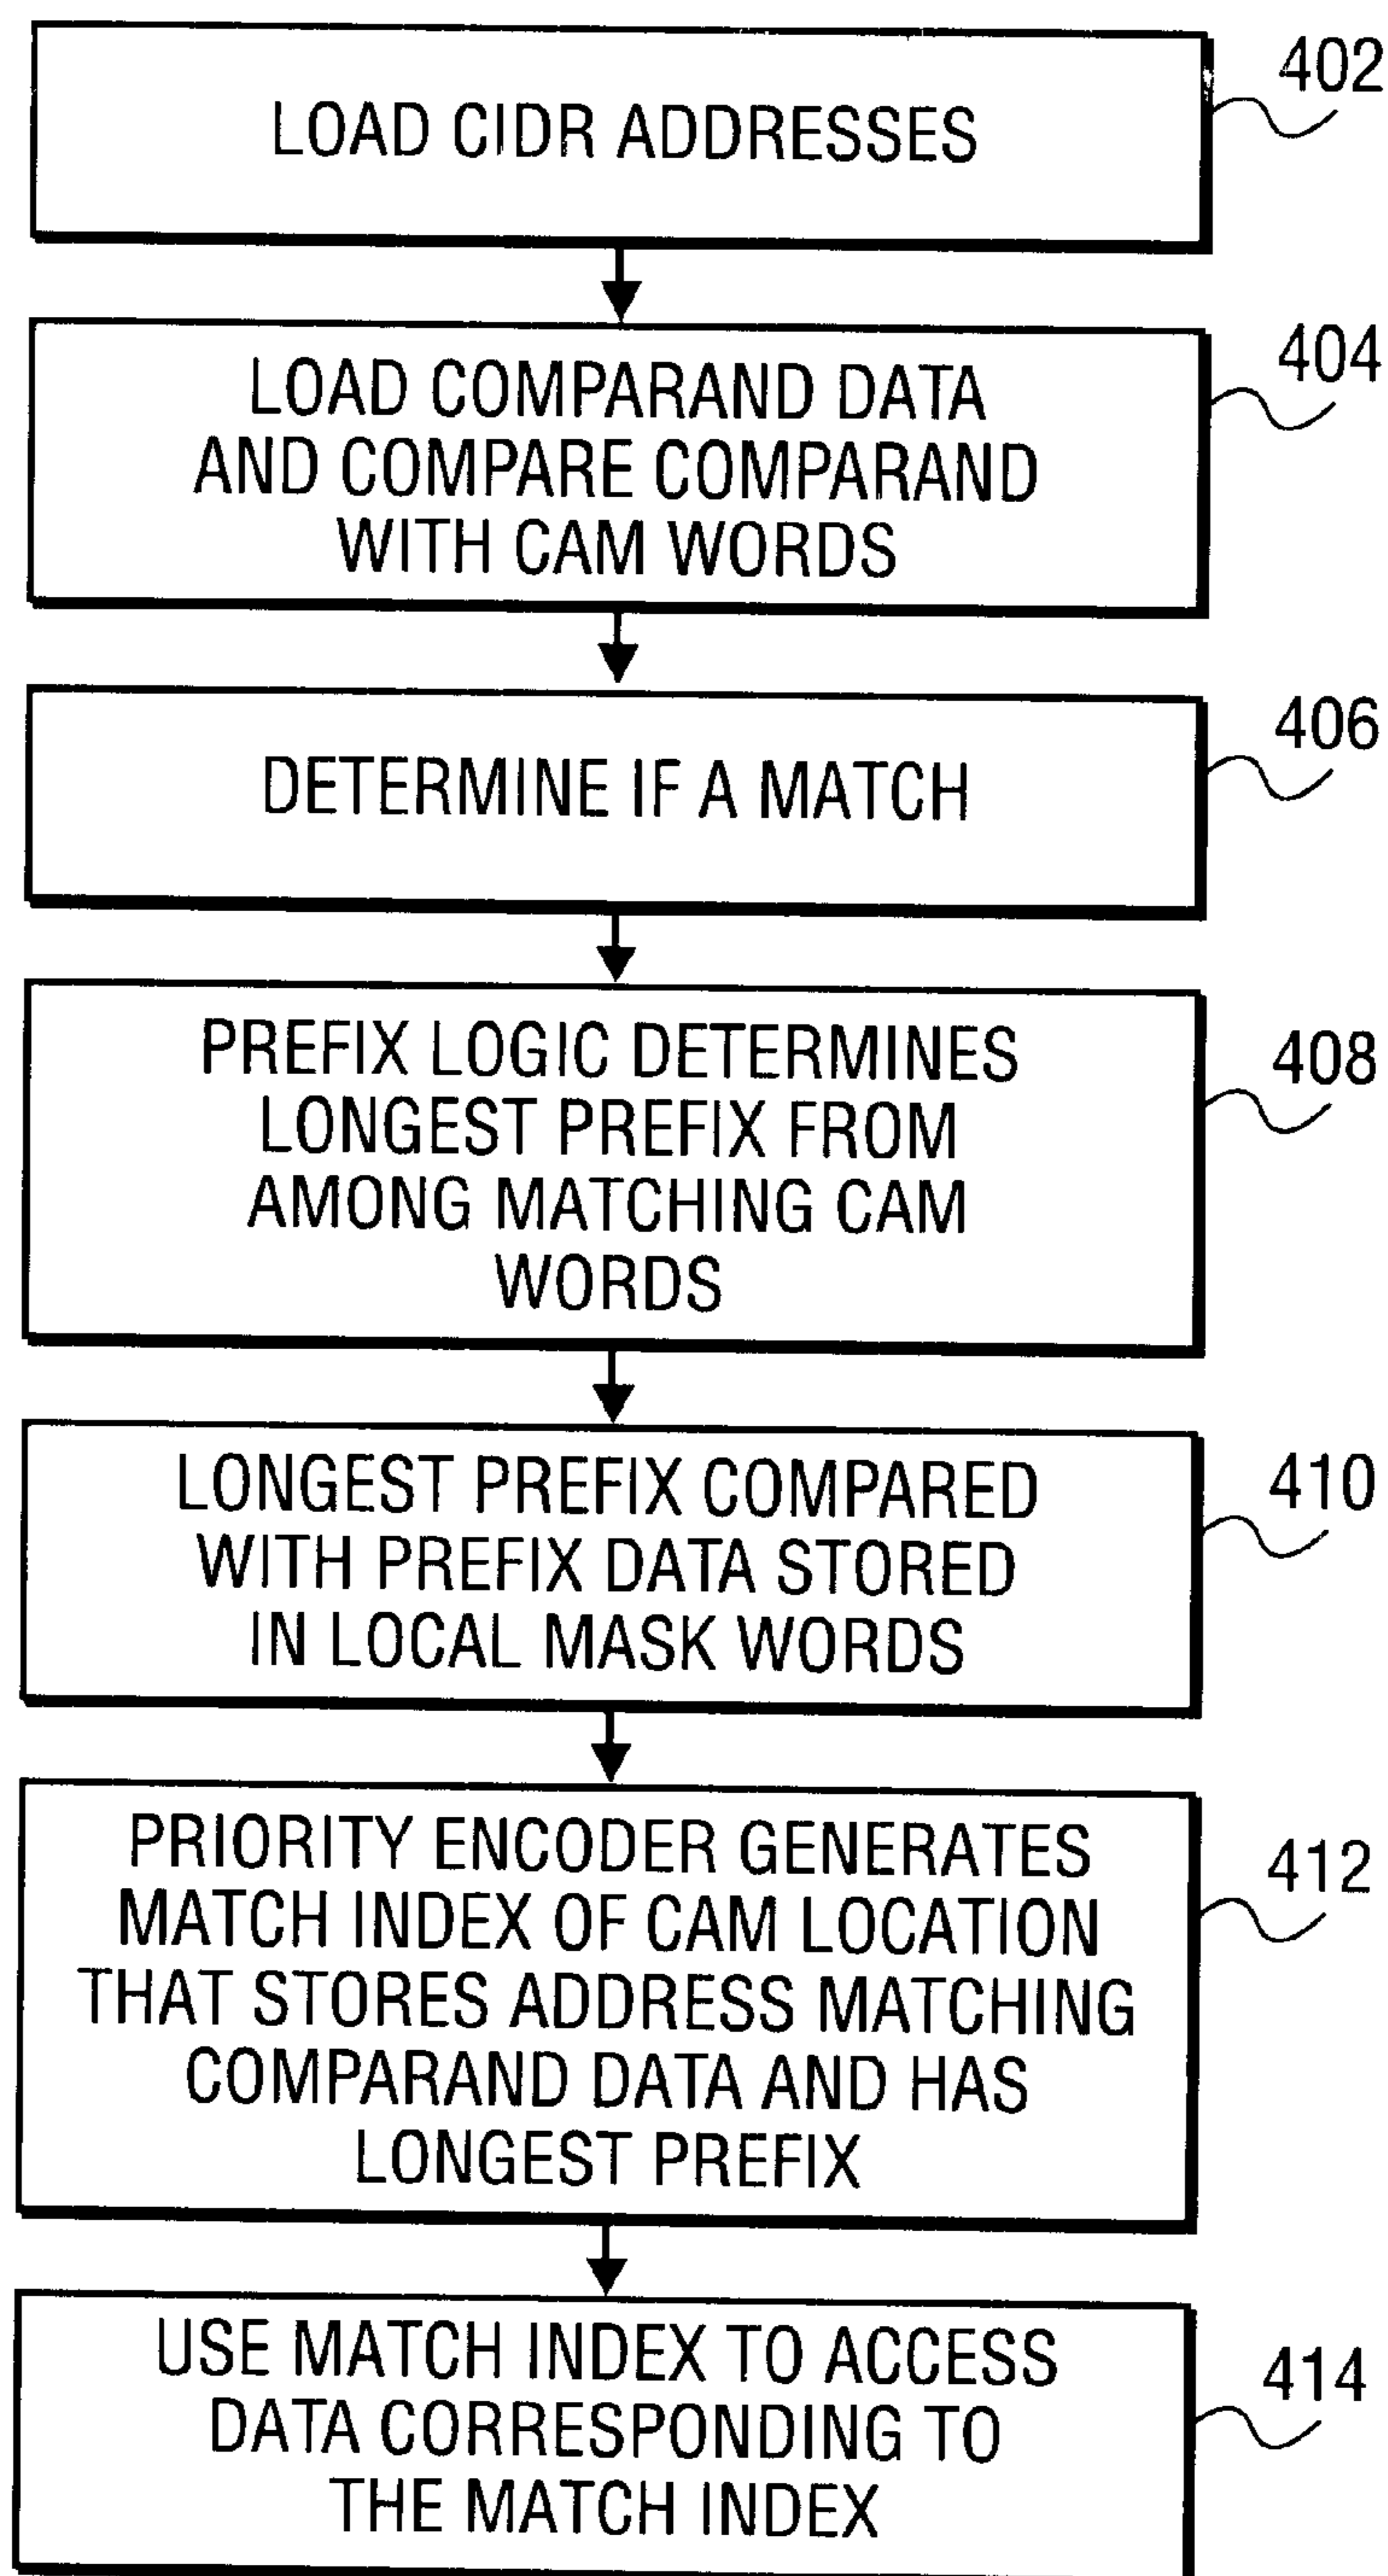 LOAD CIDR ADDRESSES
402
LOAD COMPARAND DATA
AND COMPARE COMPARAND
WITH CAM WORDS
404
DETERMINE IF A MATCH
406
PREFIX LOGIC DETERMINES
LONGEST PREFIX FROM
AMONG MATCHING CAM
WORDS
408
LONGEST PREFIX COMPARED
WITH PREFIX DATA STORED
IN LOCAL MASK WORDS
410
PRIORITY ENCODER GENERATES
MATCH INDEX OF CAM LOCATION
THAT STORES ADDRESS MATCHING
COMPARAND DATA AND HAS
LONGEST PREFIX
412
USE MATCH INDEX TO ACCESS
DATA CORRESPONDING TO
THE MATCH INDEX
414